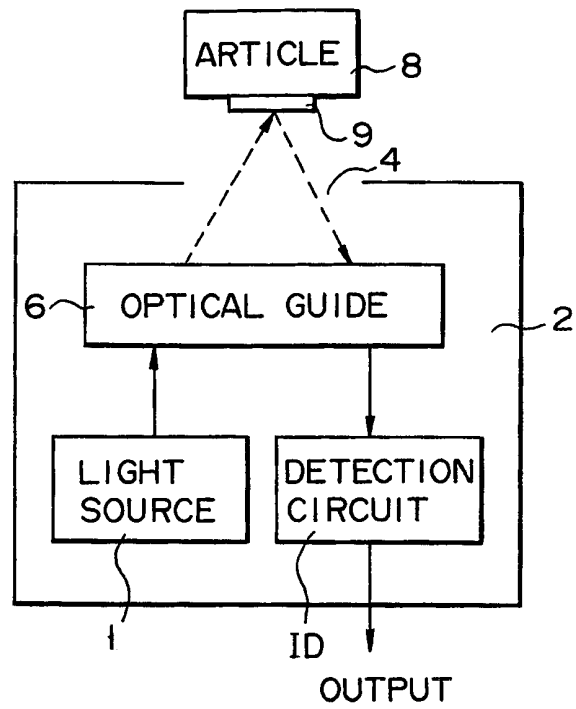 ARTICLE
8
9
4
6
OPTICAL GUIDE
2
LIGHT
SOURCE
DETECTION
CIRCUIT
1
ID
OUTPUT